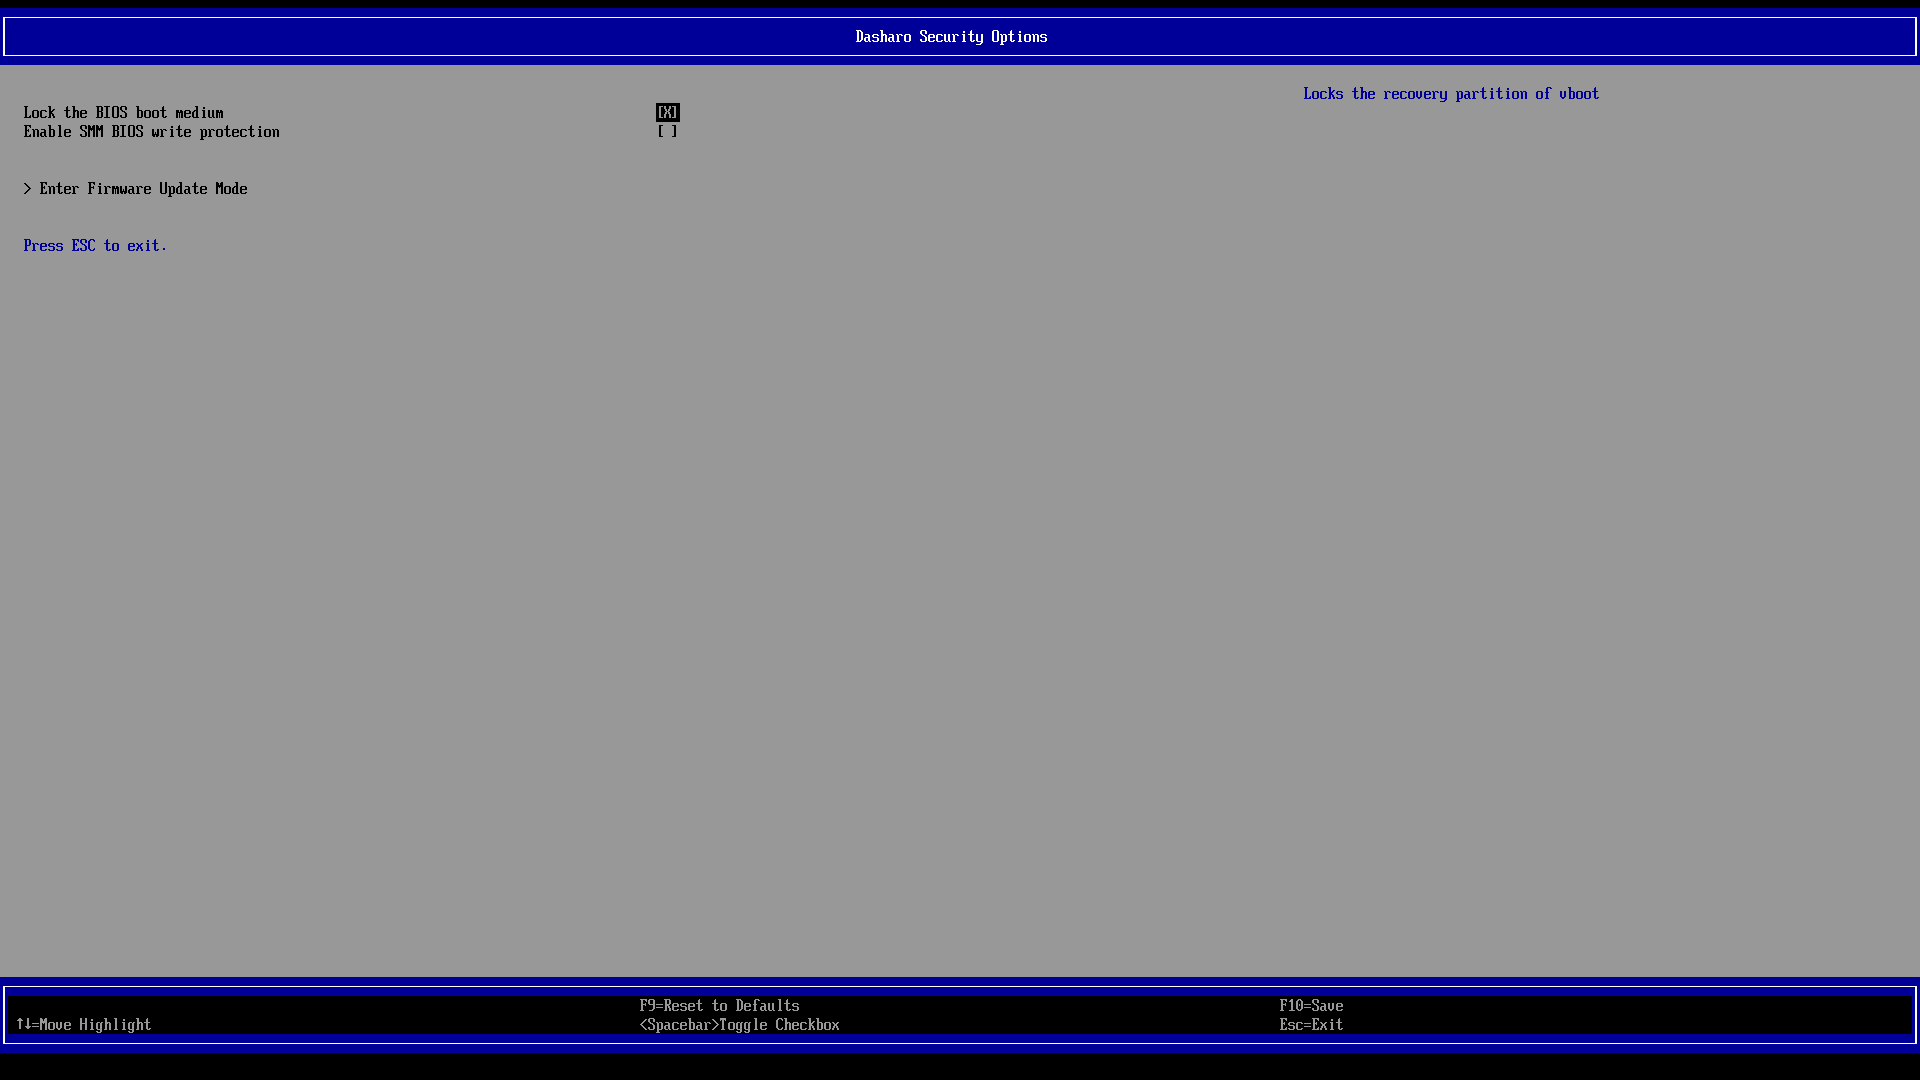 Dasharo Security Options
Locks the recovery partition of vboot
Lock the BIOS boot medium [X]
Enable SMM BIOS write protection [ ]
> Enter Firmware Update Mode
Press ESC to exit.
F9=Reset to Defaults F10=Save
↑↓=Move Highlight <Spacebar>Toggle Checkbox Esc=Exit